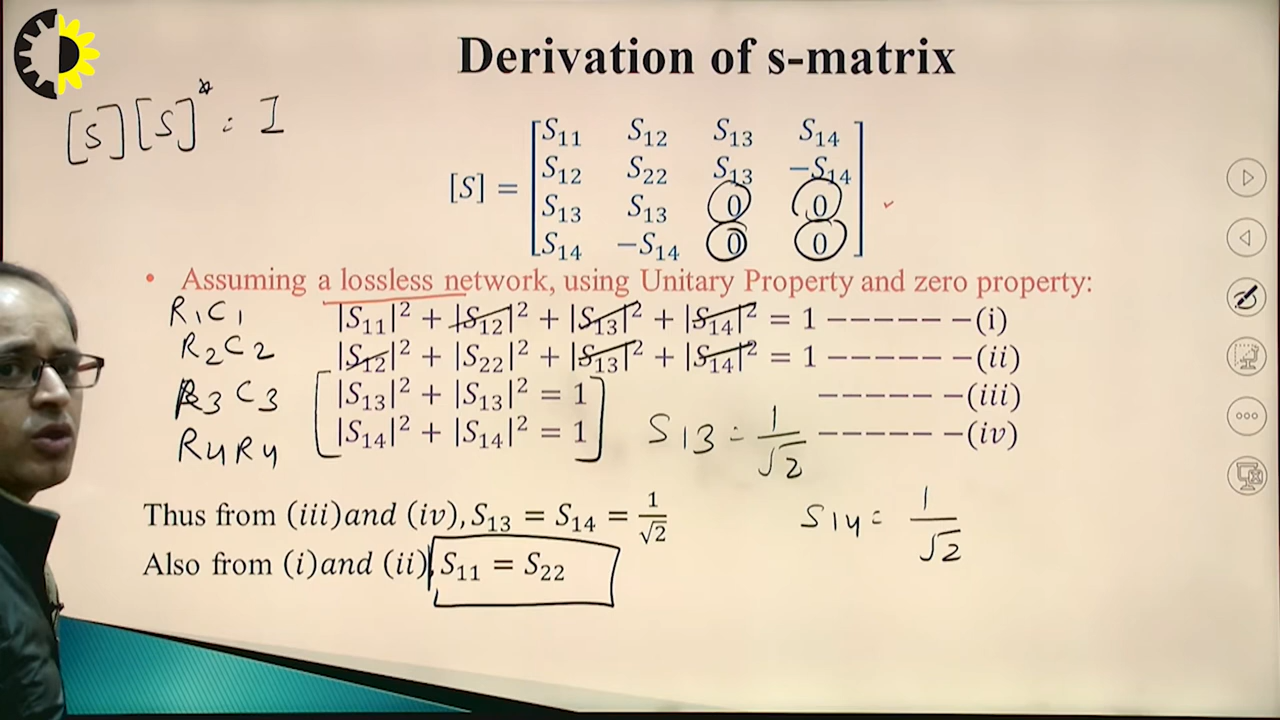 Derivation of s-matrix
[S][S]* = I
[S] = [S₁₁ S₁₂ S₁₃ S₁₄
S₁₂ S₂₂ S₁₃ −S₁₄
S₁₃ S₁₃ 0 0
S₁₄ −S₁₄ 0 0]
• Assuming a lossless network, using Unitary Property and zero property:
R₁C₁ |S₁₁|² + |S₁₂|² + |S₁₃|² + |S₁₄|² = 1 −−−−−−(i)
R₂C₂ |S₁₂|² + |S₂₂|² + |S₁₃|² + |S₁₄|² = 1 −−−−−−(ii)
R₃C₃ |S₁₃|² + |S₁₃|² = 1 −−−−−−(iii)
R₄R₄ |S₁₄|² + |S₁₄|² = 1 S₁₃ = 1/√2 −−−−−−(iv)
Thus from (iii)and (iv), S₁₃ = S₁₄ = 1/√2 S₁₄ = 1/√2
Also from (i)and (ii), S₁₁ = S₂₂